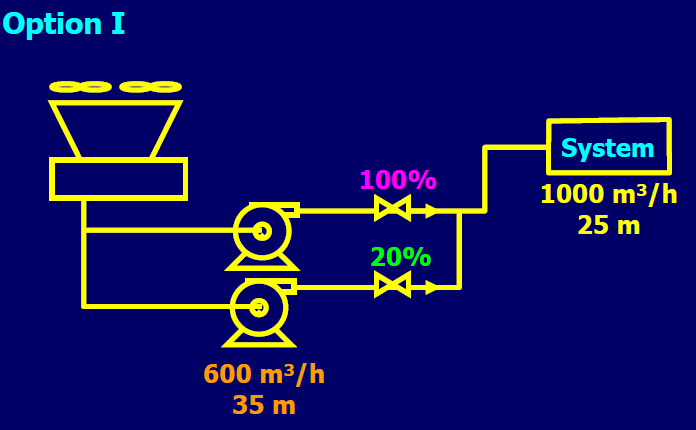 Option I
100%
System
1000 m³/h
25 m
20%
600 m³/h
35 m